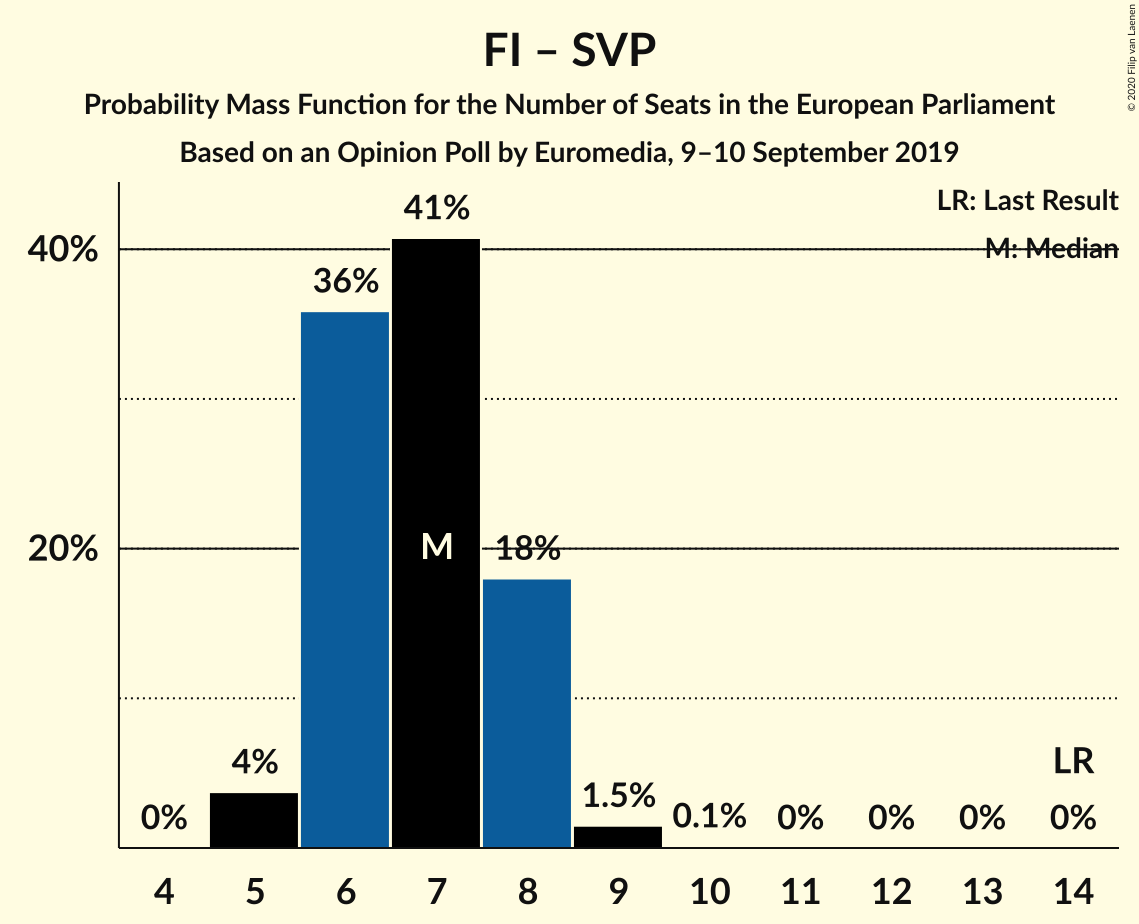 FI – SVP
Probability Mass Function for the Number of Seats in the European Parliament
Based on an Opinion Poll by Euromedia, 9–10 September 2019
© 2020 Filip van Laenen
LR: Last Result
M: Median
40%
20%
0%
4%
36%
41%
M
18%
1.5%
0.1%
0%
0%
0%
LR
0%
4 5 6 7 8 9 10 11 12 13 14